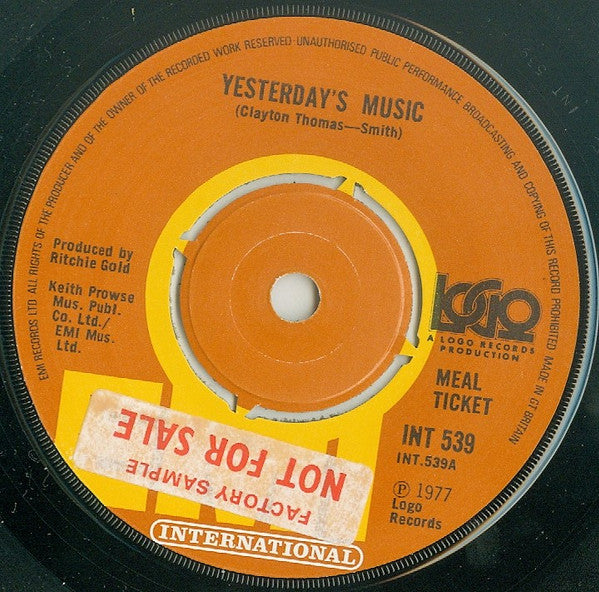 EMI RECORDS LTD ALL RIGHTS OF THE PRODUCER AND OF THE OWNER OF THE RECORDED WORK RESERVED·UNAUTHORISED PUBLIC PERFORMANCE BROADCASTING AND COPYING OF THIS RECORD PROHIBITED MADE IN GT BRITAIN
YESTERDAY'S MUSIC
(Clayton Thomas—Smith)
Produced by
Ritchie Gold
Keith Prowse
Mus. Publ.
Co. Ltd./
EMI Mus.
Ltd.
LOGO
A LOGO RECORDS
PRODUCTION
MEAL
TICKET
INT 539
INT.539A
Ⓟ 1977
Logo
Records
FACTORY SAMPLE
NOT FOR SALE
INTERNATIONAL